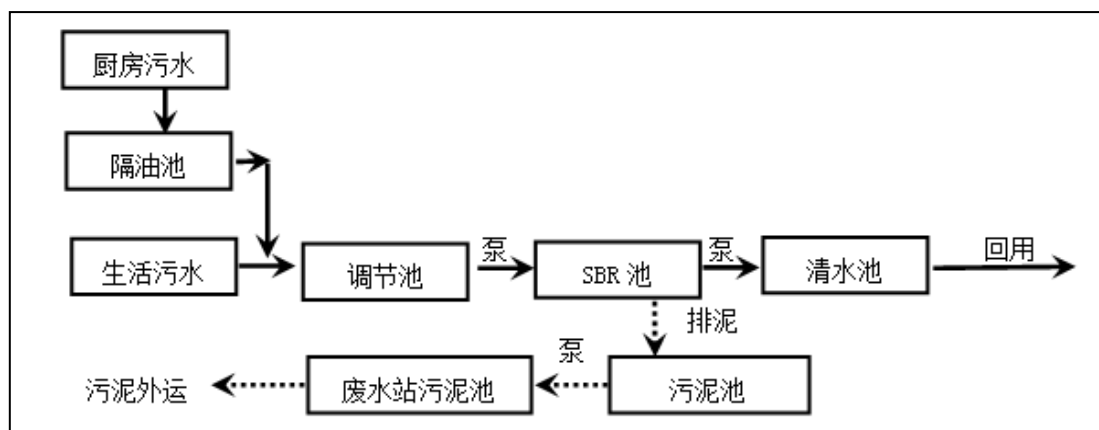 厨房污水
隔油池
生活污水
调节池
泵
SBR 池
泵
清水池
回用
排泥
污泥外运
废水站污泥池
泵
污泥池